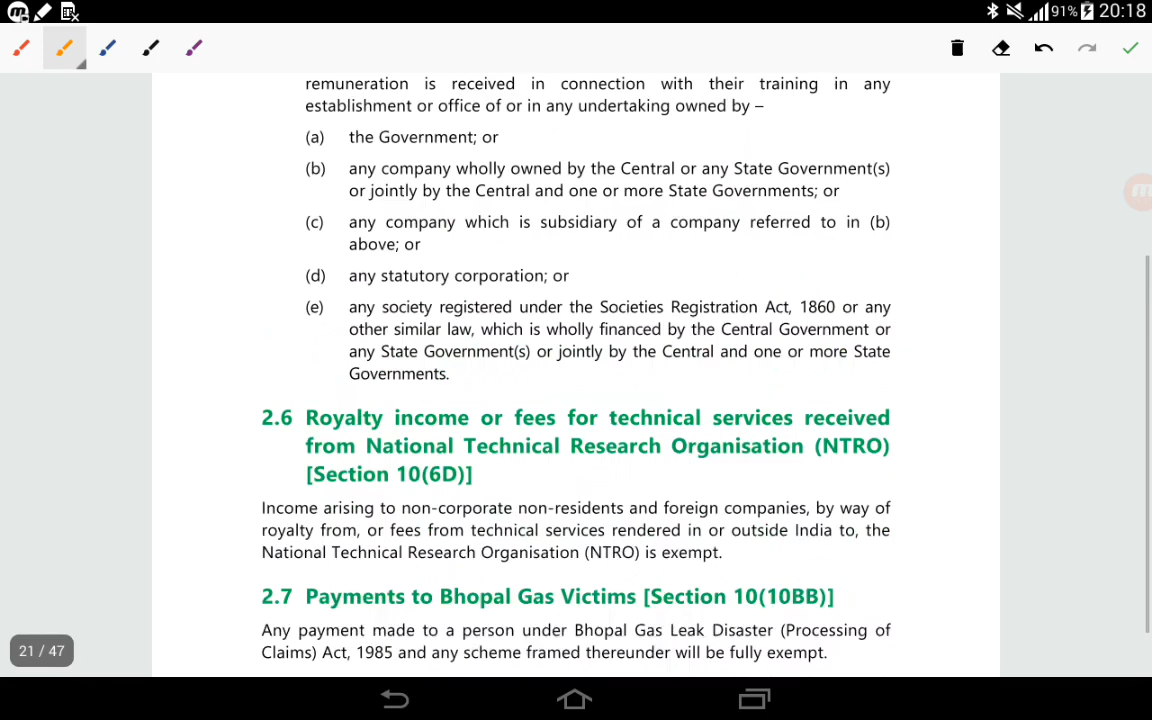 91% 20:18
remuneration is received in connection with their training in any
establishment or office of or in any undertaking owned by –
(a) the Government; or
(b) any company wholly owned by the Central or any State Government(s)
or jointly by the Central and one or more State Governments; or
(c) any company which is subsidiary of a company referred to in (b)
above; or
(d) any statutory corporation; or
(e) any society registered under the Societies Registration Act, 1860 or any
other similar law, which is wholly financed by the Central Government or
any State Government(s) or jointly by the Central and one or more State
Governments.
2.6 Royalty income or fees for technical services received
from National Technical Research Organisation (NTRO)
[Section 10(6D)]
Income arising to non-corporate non-residents and foreign companies, by way of
royalty from, or fees from technical services rendered in or outside India to, the
National Technical Research Organisation (NTRO) is exempt.
2.7 Payments to Bhopal Gas Victims [Section 10(10BB)]
Any payment made to a person under Bhopal Gas Leak Disaster (Processing of
Claims) Act, 1985 and any scheme framed thereunder will be fully exempt.
21 / 47